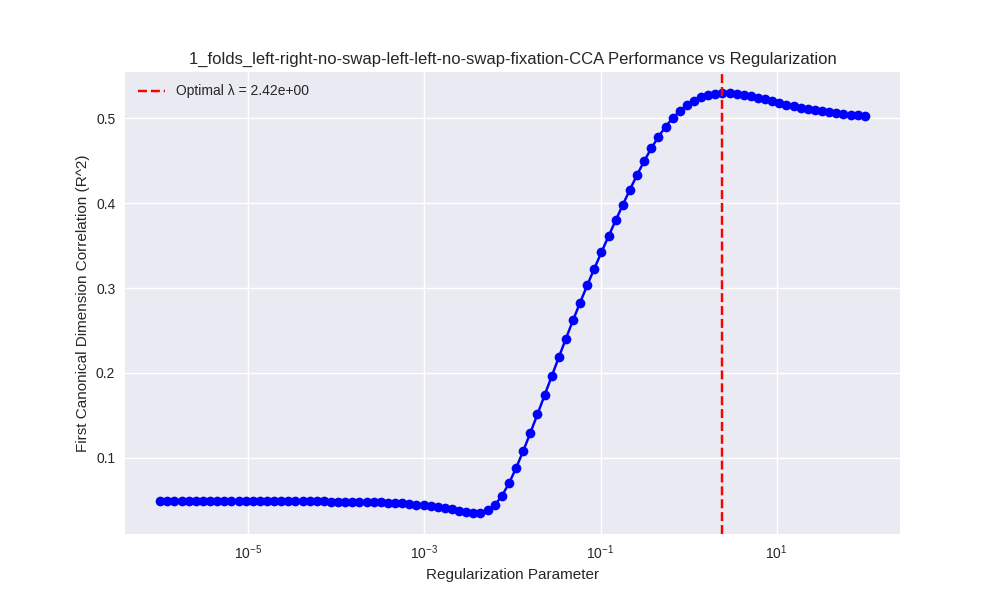 1_folds_left-right-no-swap-left-left-no-swap-fixation-CCA Performance vs Regularization
Optimal λ = 2.42e+00
First Canonical Dimension Correlation (R^2)
0.5
0.4
0.3
0.2
0.1
10⁻⁵
10⁻³
10⁻¹
10¹
Regularization Parameter